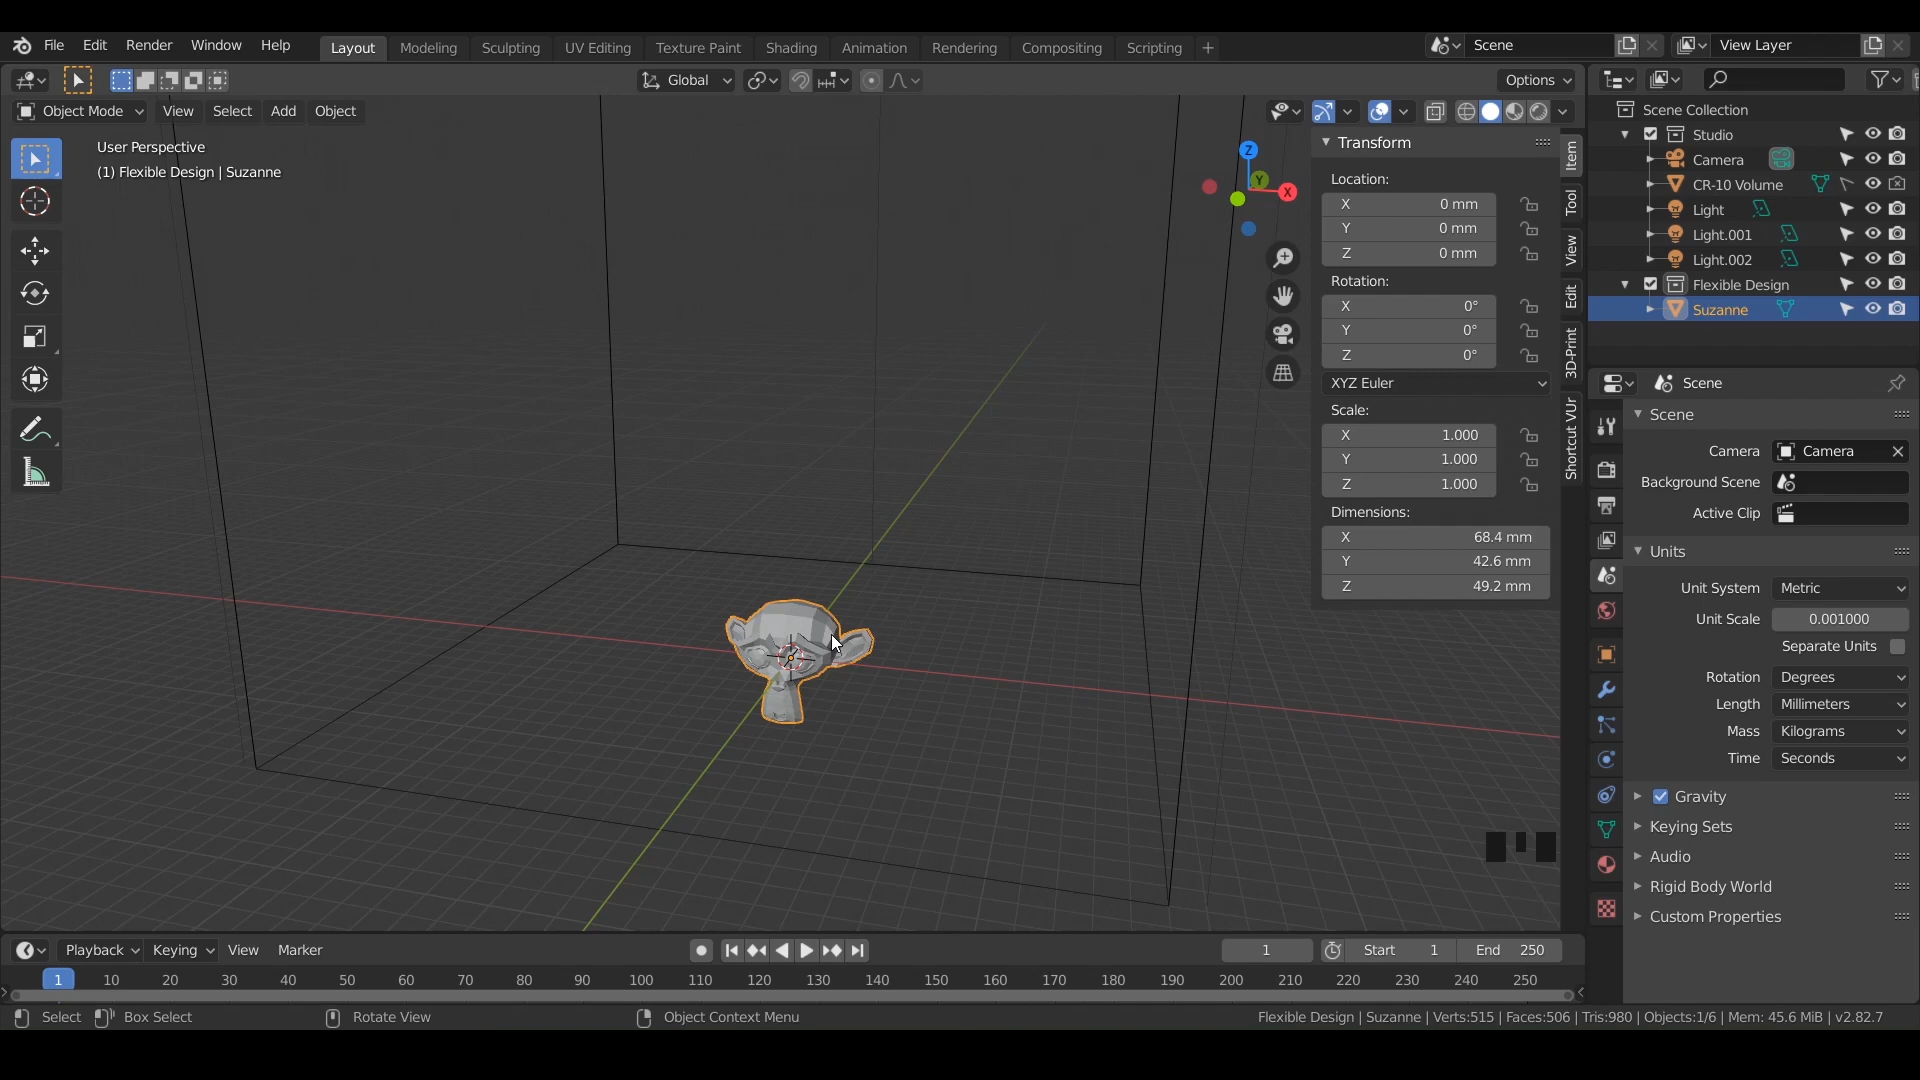 File Edit Render Window Help Layout Modeling Sculpting UV Editing Texture Paint Shading Animation Rendering Compositing Scripting + Scene View Layer
Global Options
Object Mode View Select Add Object
User Perspective
(1) Flexible Design | Suzanne
Z
Y
X
Transform
Location:
X 0 mm
Y 0 mm
Z 0 mm
Rotation:
X 0°
Y 0°
Z 0°
XYZ Euler
Scale:
X 1.000
Y 1.000
Z 1.000
Dimensions:
X 68.4 mm
Y 42.6 mm
Z 49.2 mm
Item
Tool
View
Edit
3D-Print
Shortcut VUr
Scene Collection
Studio
Camera
CR-10 Volume
Light
Light.001
Light.002
Flexible Design
Suzanne
Scene
Scene
Camera Camera
Background Scene
Active Clip
Units
Unit System Metric
Unit Scale 0.001000
Separate Units
Rotation Degrees
Length Millimeters
Mass Kilograms
Time Seconds
Gravity
Keying Sets
Audio
Rigid Body World
Custom Properties
Playback Keying View Marker 1 Start 1 End 250
1 10 20 30 40 50 60 70 80 90 100 110 120 130 140 150 160 170 180 190 200 210 220 230 240 250
Select Box Select Rotate View Object Context Menu Flexible Design | Suzanne | Verts:515 | Faces:506 | Tris:980 | Objects:1/6 | Mem: 45.6 MiB | v2.82.7